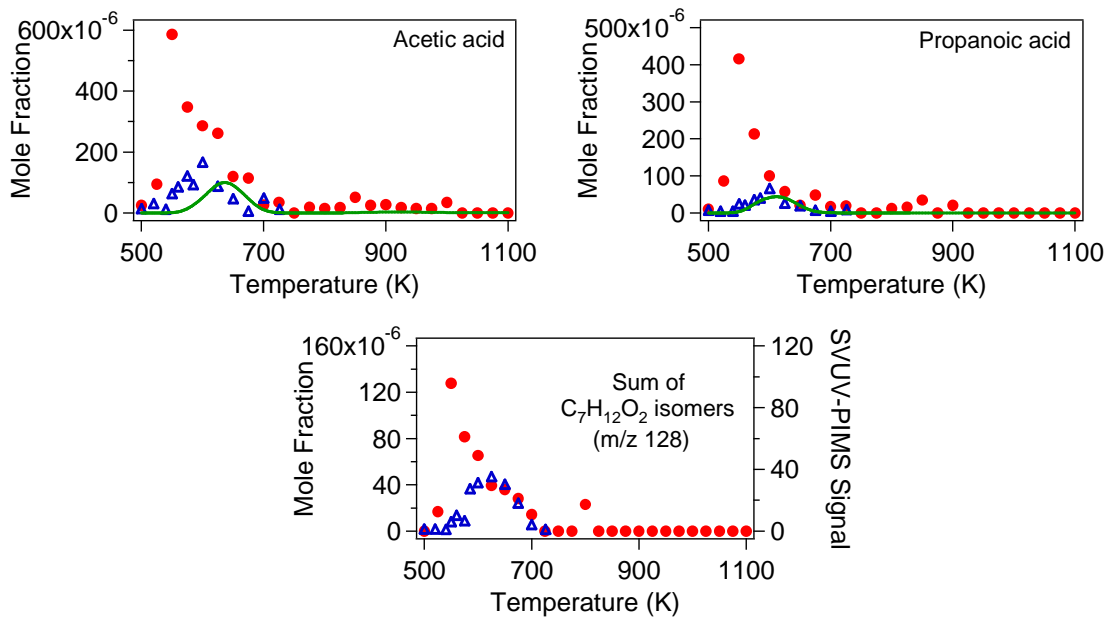 600x10⁻⁶
400
200
0
Mole Fraction
Acetic acid
500
700
900
1100
Temperature (K)
500x10⁻⁶
400
300
200
100
0
Mole Fraction
Propanoic acid
500
700
900
1100
Temperature (K)
160x10⁻⁶
120
80
40
0
Mole Fraction
Sum of
C₇H₁₂O₂ isomers
(m/z 128)
120
80
40
0
SVUV-PIMS Signal
500
700
900
1100
Temperature (K)